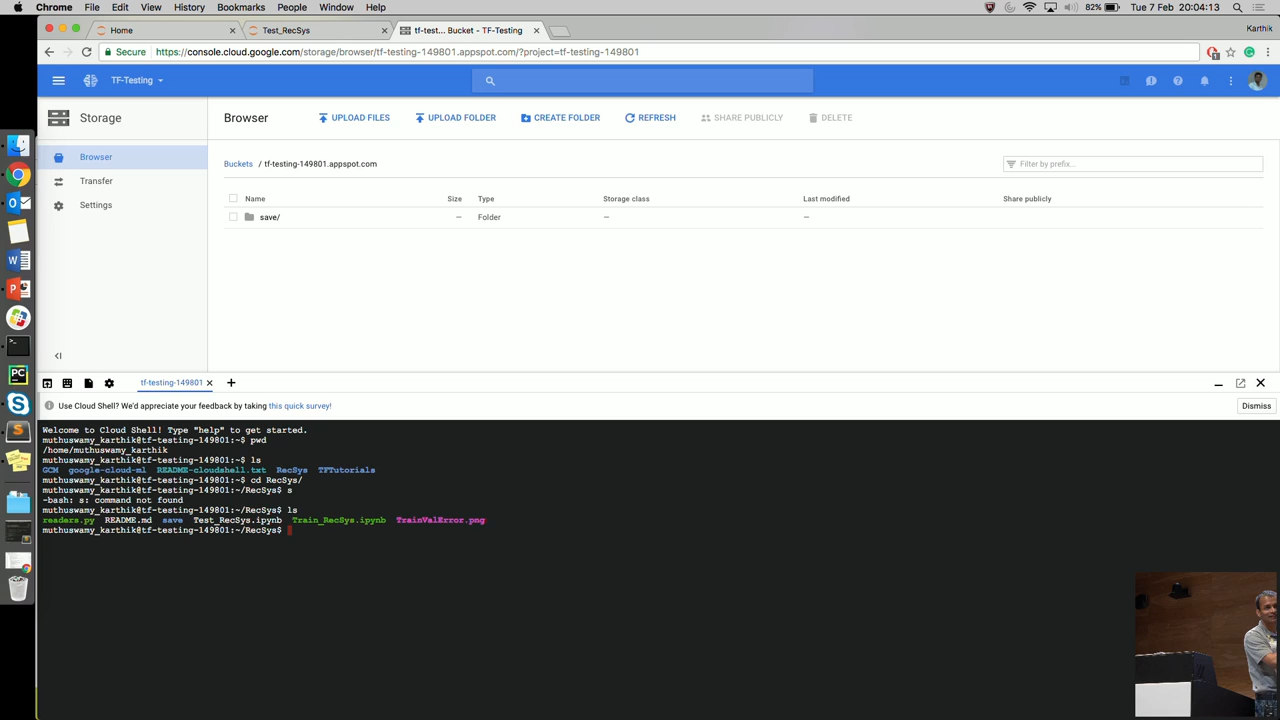 Chrome File Edit View History Bookmarks People Window Help 82% Tue 7 Feb 20:04:13
Home Test_RecSys tf-test... Bucket - TF-Testing Karthik
Secure https://console.cloud.google.com/storage/browser/tf-testing-149801.appspot.com/?project=tf-testing-149801
TF-Testing
Storage Browser UPLOAD FILES UPLOAD FOLDER CREATE FOLDER REFRESH SHARE PUBLICLY DELETE
Browser
Transfer
Settings
Buckets / tf-testing-149801.appspot.com Filter by prefix...
Name Size Type Storage class Last modified Share publicly
save/ — Folder — —
tf-testing-149801
Use Cloud Shell? We'd appreciate your feedback by taking this quick survey! Dismiss
Welcome to Cloud Shell! Type "help" to get started.
muthuswamy_karthik@tf-testing-149801:~$ pwd
/home/muthuswamy_karthik
muthuswamy_karthik@tf-testing-149801:~$ ls
GCM google-cloud-ml README-cloudshell.txt RecSys TFTutorials
muthuswamy_karthik@tf-testing-149801:~$ cd RecSys/
muthuswamy_karthik@tf-testing-149801:~/RecSys$ s
-bash: s: command not found
muthuswamy_karthik@tf-testing-149801:~/RecSys$ ls
readers.py README.md save Test_RecSys.ipynb Train_RecSys.ipynb TrainValError.png
muthuswamy_karthik@tf-testing-149801:~/RecSys$